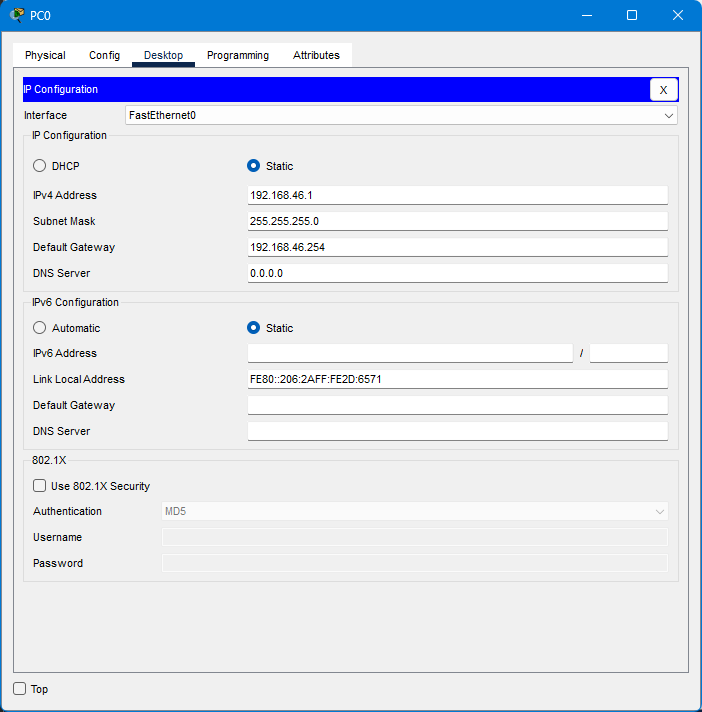 PC0
Physical Config Desktop Programming Attributes
IP Configuration X
Interface FastEthernet0
IP Configuration
DHCP Static
IPv4 Address 192.168.46.1
Subnet Mask 255.255.255.0
Default Gateway 192.168.46.254
DNS Server 0.0.0.0
IPv6 Configuration
Automatic Static
IPv6 Address /
Link Local Address FE80::206:2AFF:FE2D:6571
Default Gateway
DNS Server
802.1X
Use 802.1X Security
Authentication MD5
Username
Password
Top